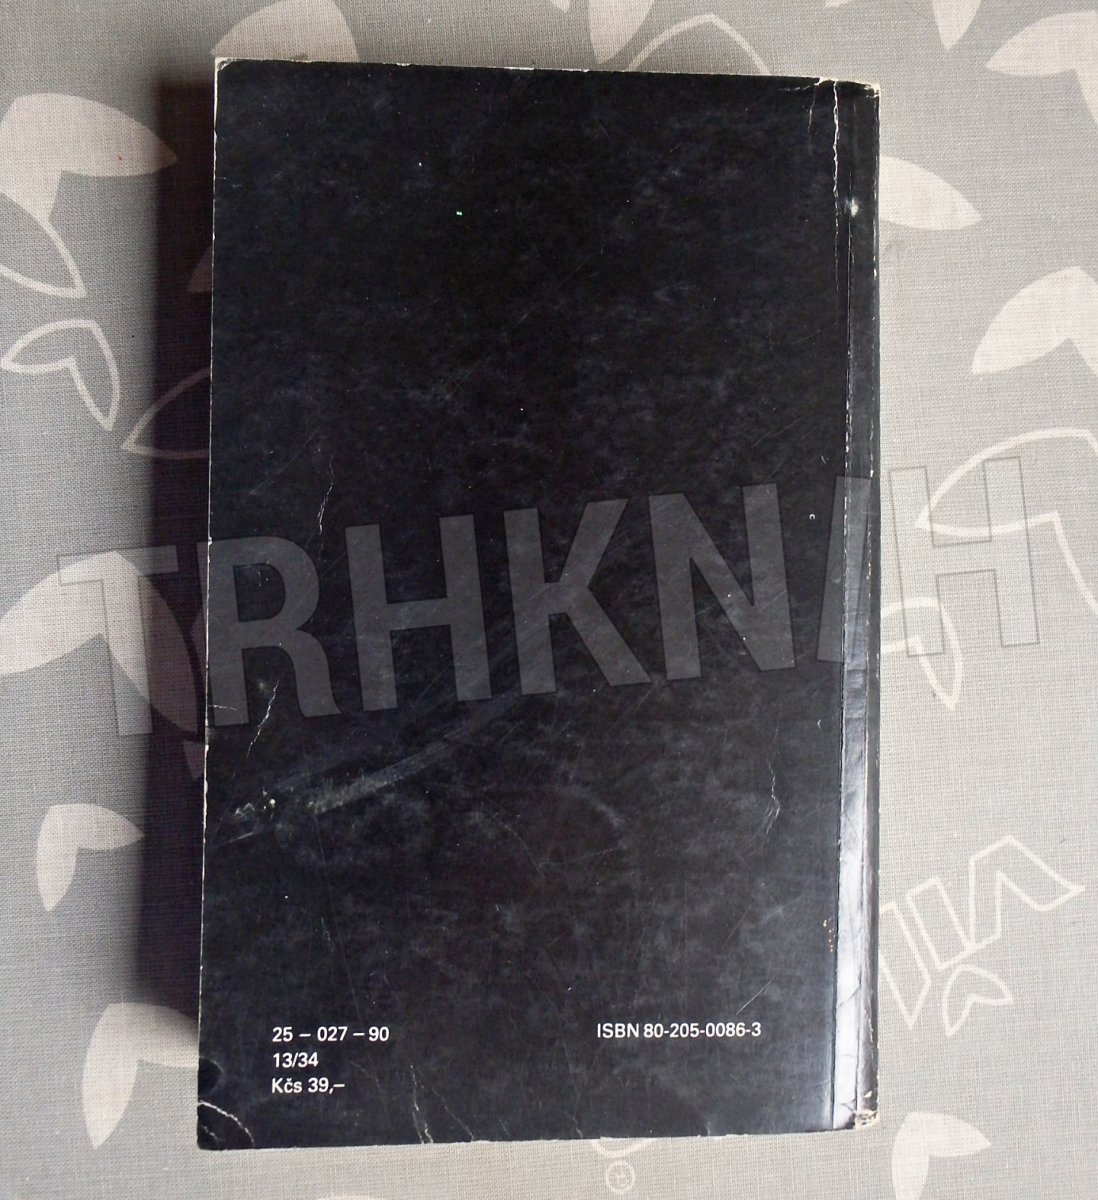 TRHKNIH
25 – 027 – 90
13/34
Kčs 39,–
ISBN 80-205-0086-3